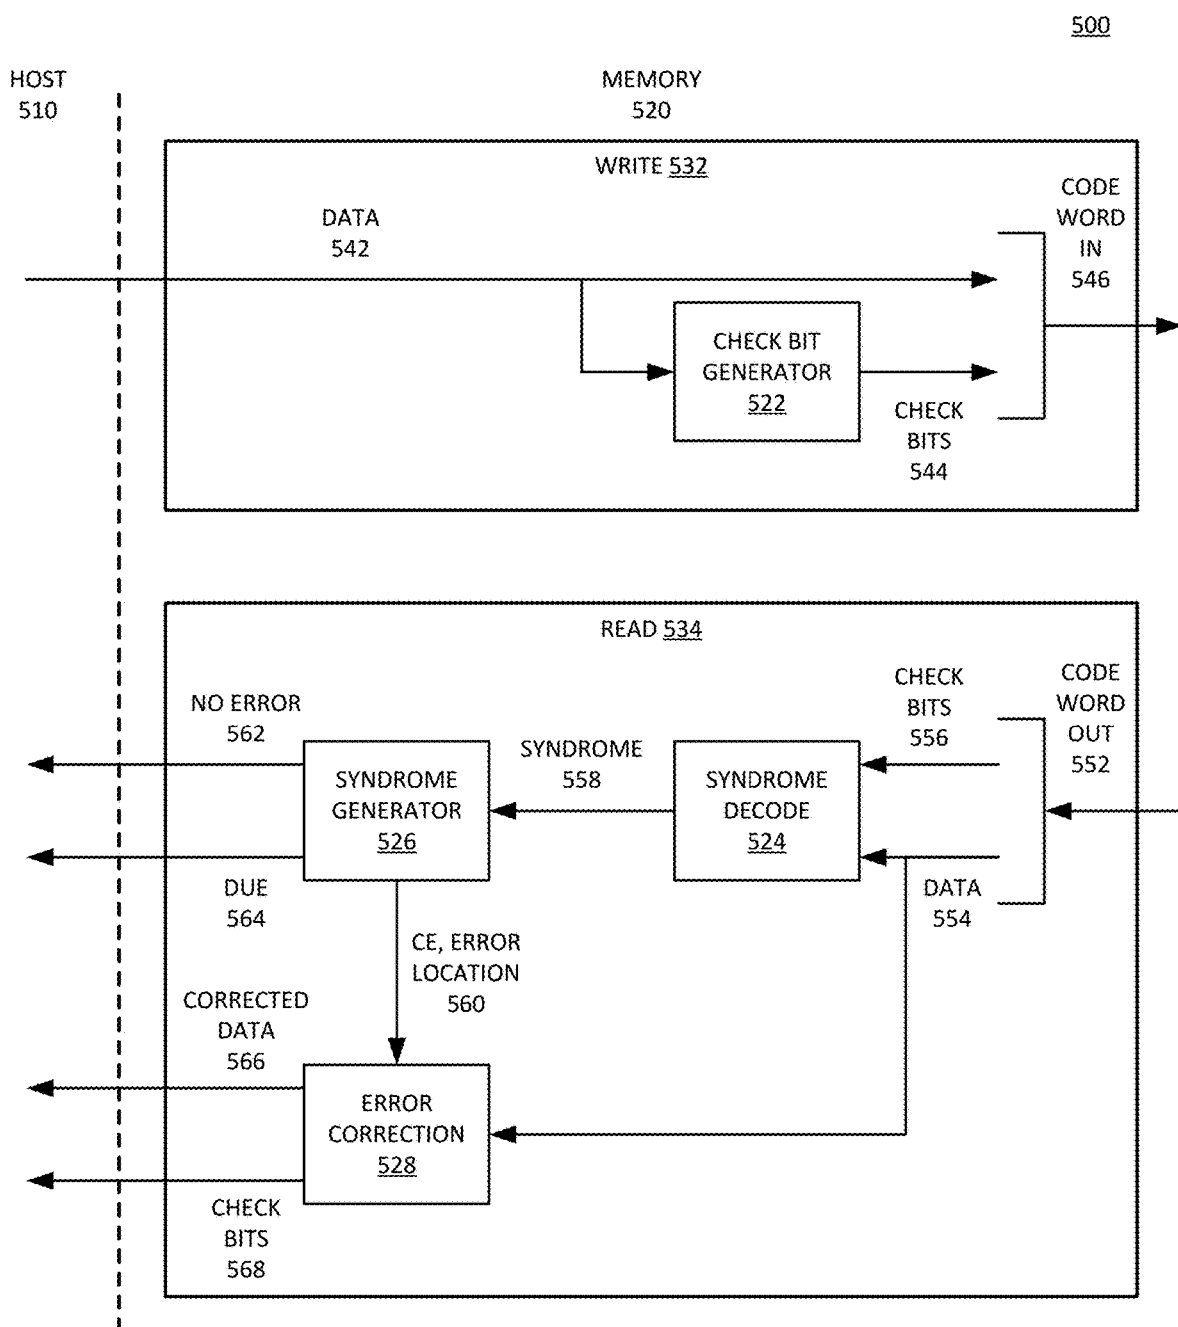 500
HOST
510
MEMORY
520
WRITE 532
DATA
542
CODE
WORD
IN
546
CHECK BIT
GENERATOR
522
CHECK
BITS
544
READ 534
NO ERROR
562
SYNDROME
GENERATOR
526
SYNDROME
558
SYNDROME
DECODE
524
CHECK
BITS
556
CODE
WORD
OUT
552
DUE
564
DATA
554
CE, ERROR
LOCATION
560
CORRECTED
DATA
566
ERROR
CORRECTION
528
CHECK
BITS
568